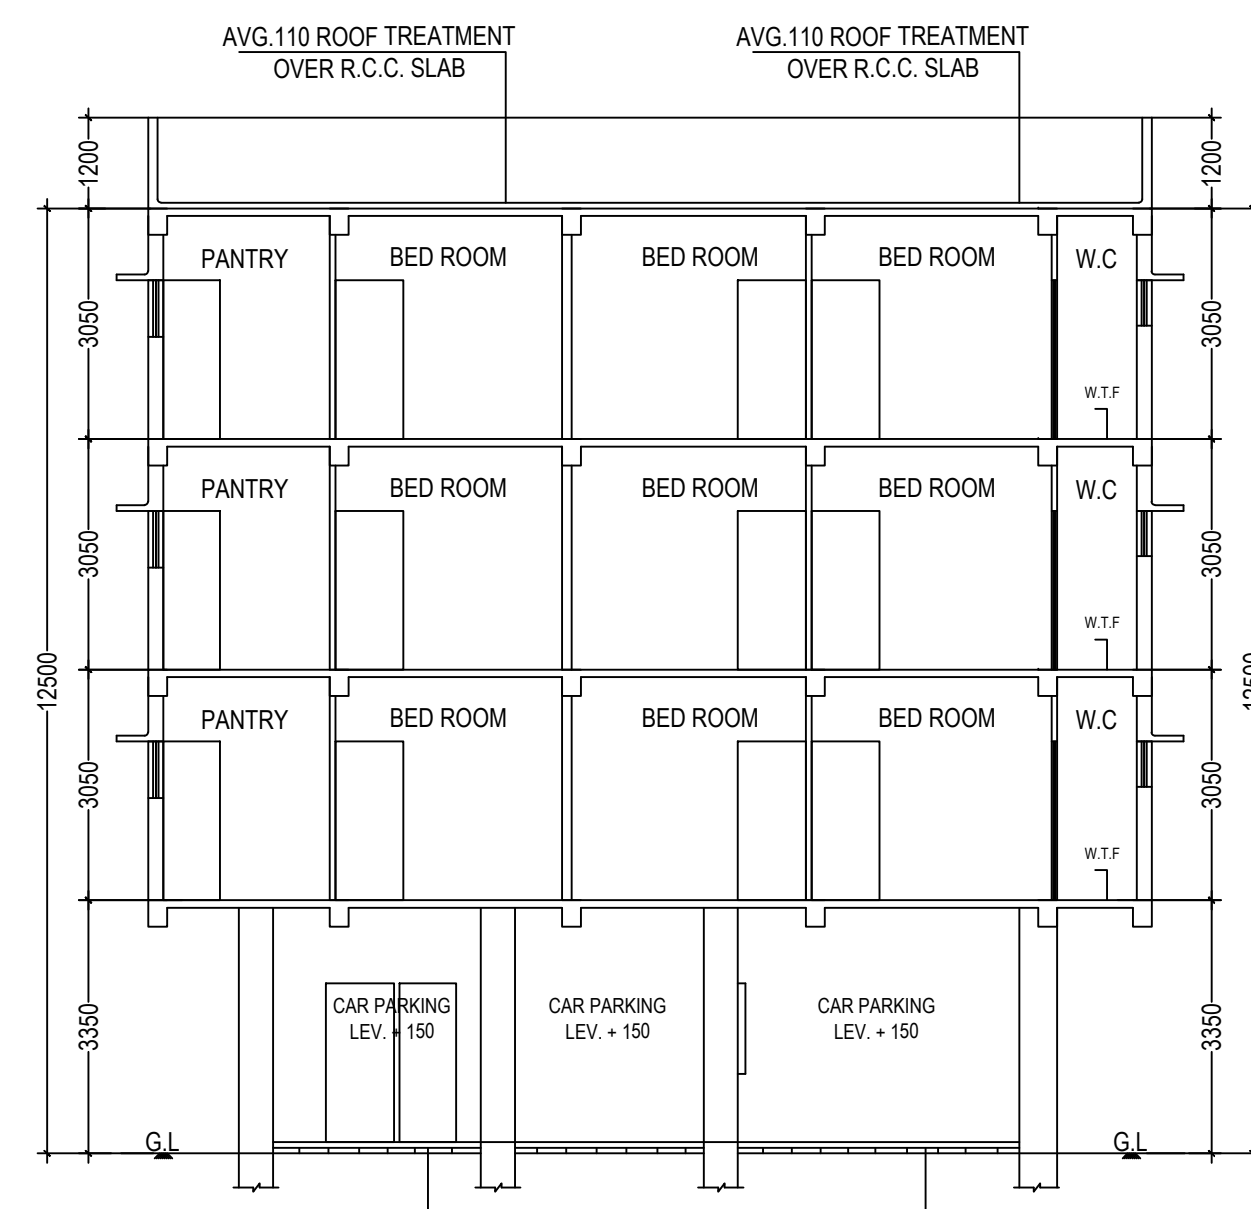 AVG.110 ROOF TREATMENT
OVER R.C.C. SLAB
AVG.110 ROOF TREATMENT
OVER R.C.C. SLAB
1200
1200
PANTRY
BED ROOM
BED ROOM
BED ROOM
W.C
3050
3050
W.T.F
PANTRY
BED ROOM
BED ROOM
BED ROOM
W.C
3050
3050
W.T.F
12500
12500
PANTRY
BED ROOM
BED ROOM
BED ROOM
W.C
3050
3050
W.T.F
CAR PARKING
LEV. + 150
CAR PARKING
LEV. + 150
CAR PARKING
LEV. + 150
3350
3350
G.L
G.L